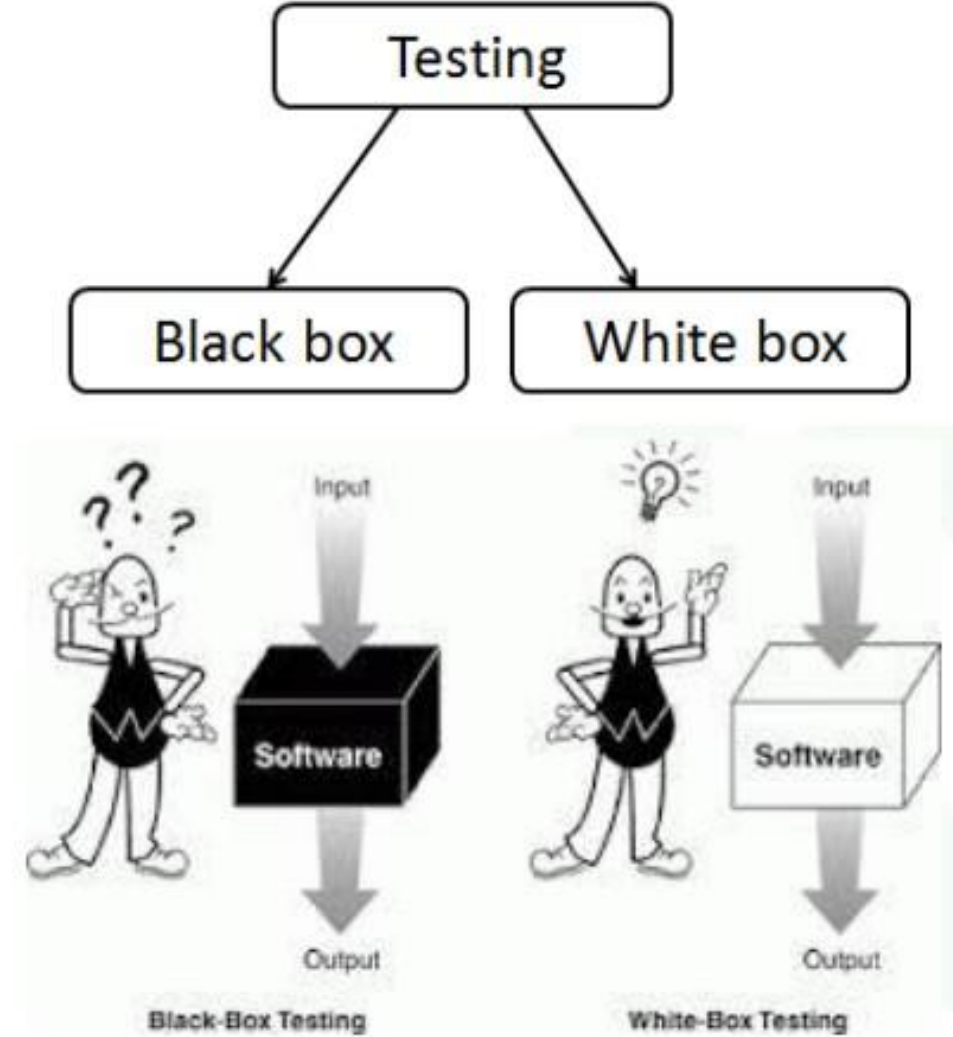 Testing
Black box
White box
? ? ?
Input
Software
Output
Black-Box Testing
Input
Software
Output
White-Box Testing